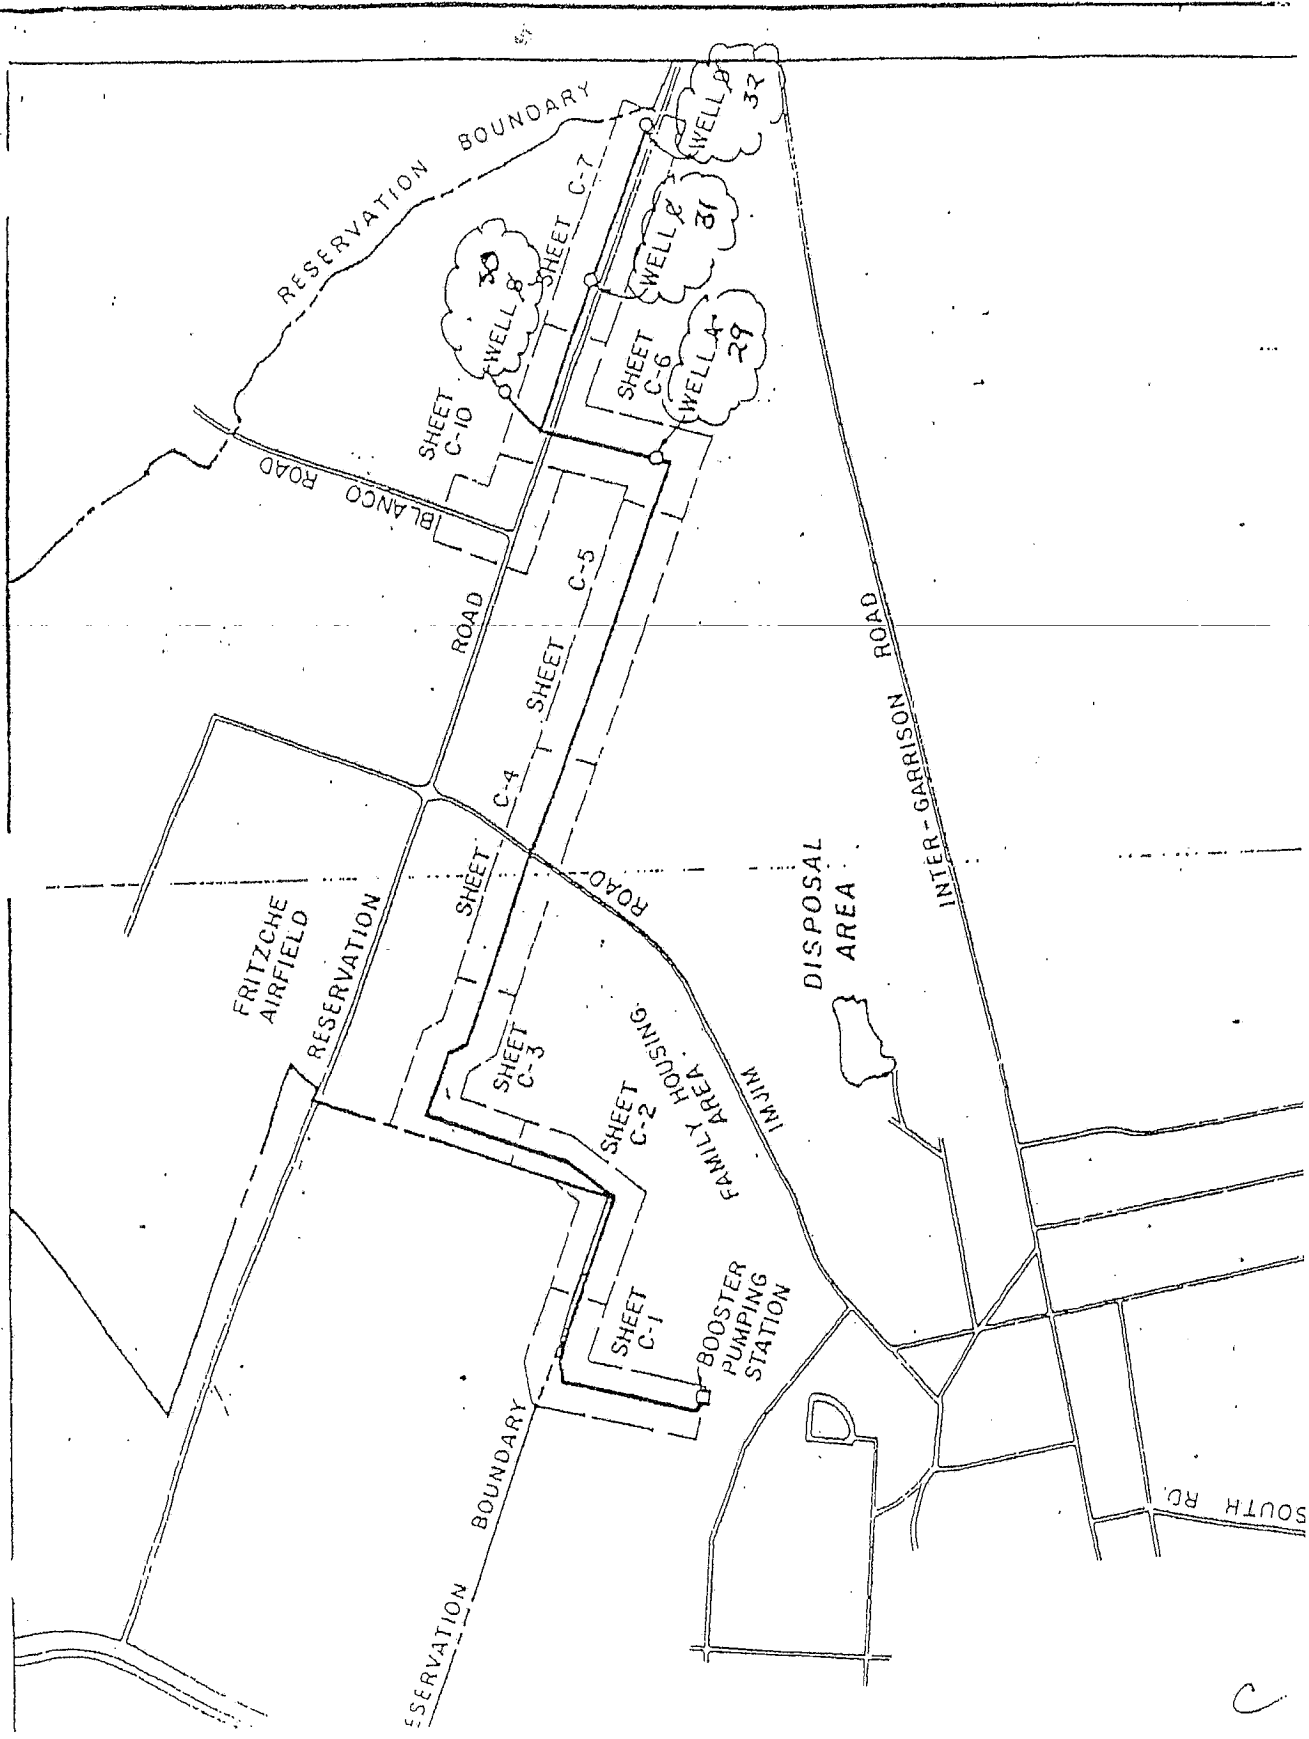 RESERVATION BOUNDARY
WELL D
32
SHEET C-7
WELL C
31
30
WELL B
SHEET
C-6
WELL A
29
SHEET
C-10
BLANCO ROAD
SHEET C-5
RESERVATION ROAD
SHEET C-4
INTER-GARRISON ROAD
FRITZCHE
AIRFIELD
IMJIM ROAD
DISPOSAL
AREA
SHEET
C-3
SHEET
C-2
FAMILY HOUSING
AREA
SHEET
C-1
BOOSTER
PUMPING
STATION
ESERVATION BOUNDARY
SOUTH RD.
C